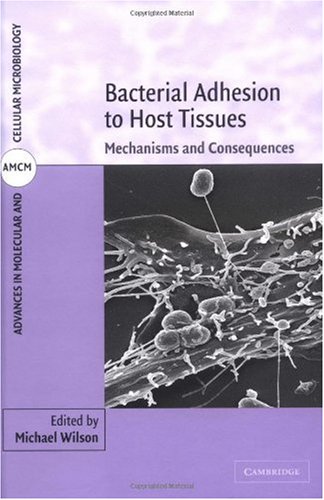 Bacterial Adhesion
to Host Tissues
Mechanisms and Consequences
ADVANCES IN MOLECULAR AND
CELLULAR MICROBIOLOGY
AMCM
Edited by
Michael Wilson
CAMBRIDGE